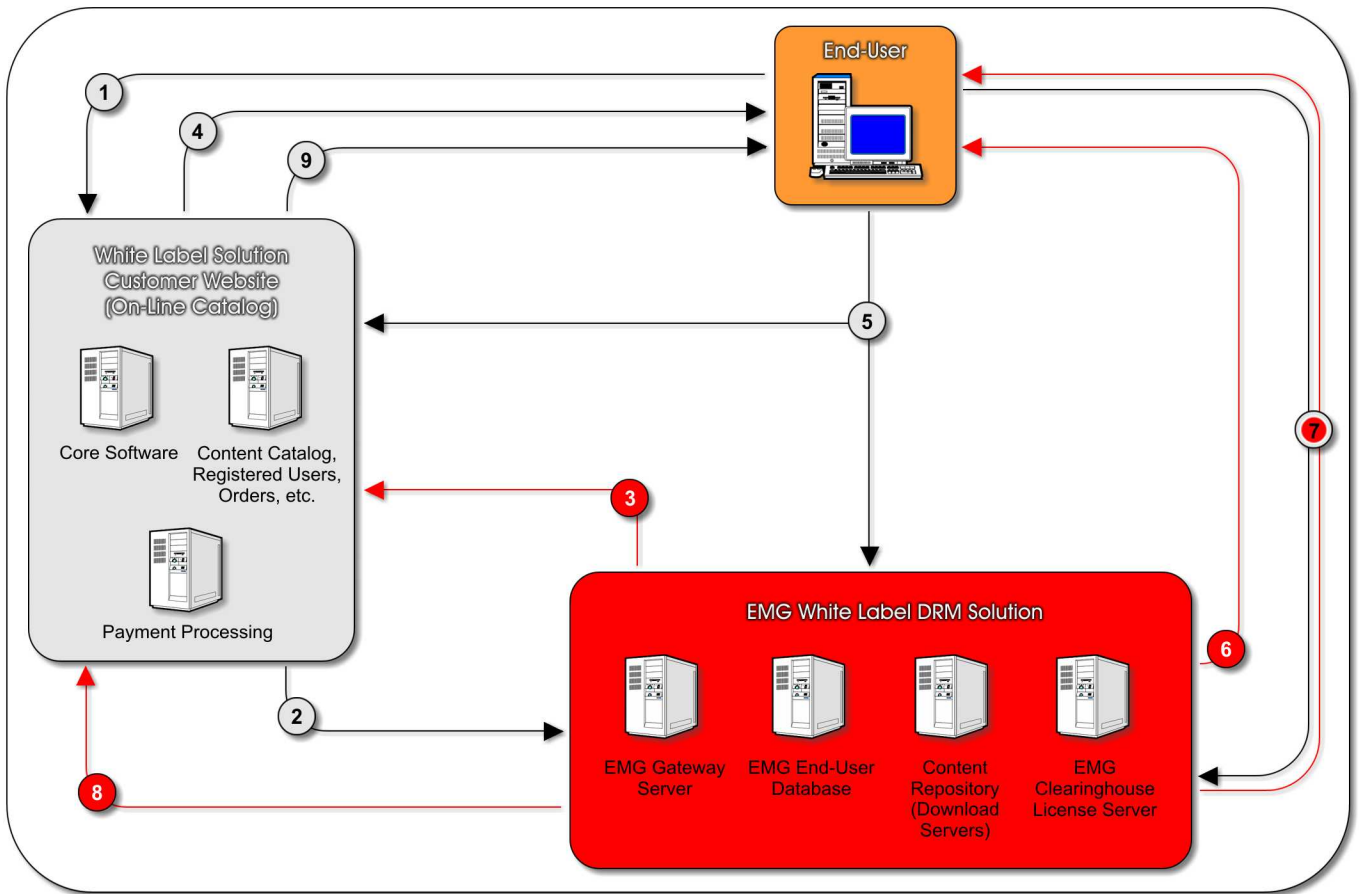 End-User
1
4
9
White Label Solution
Customer Website
(On-Line Catalog)
5
7
Core Software
Content Catalog,
Registered Users,
Orders, etc.
3
Payment Processing
EMG White Label DRM Solution
6
2
EMG Gateway
Server
EMG End-User
Database
Content
Repository
(Download
Servers)
EMG
Clearinghouse
License Server
8